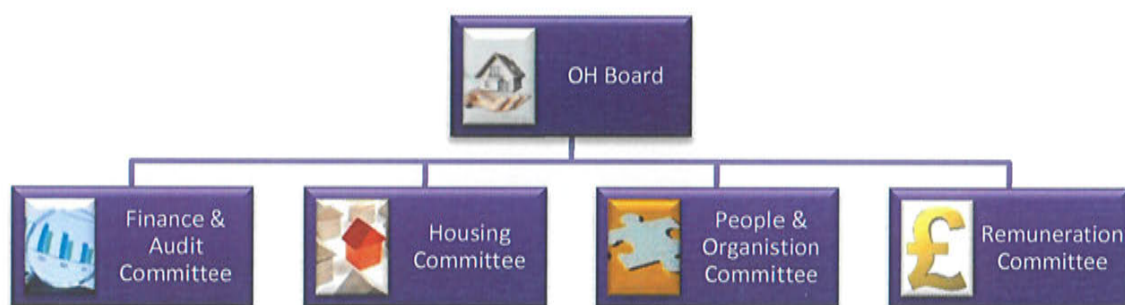 OH Board
Finance &
Audit
Committee
Housing
Committee
People &
Organistion
Committee
Remuneration
Committee
£